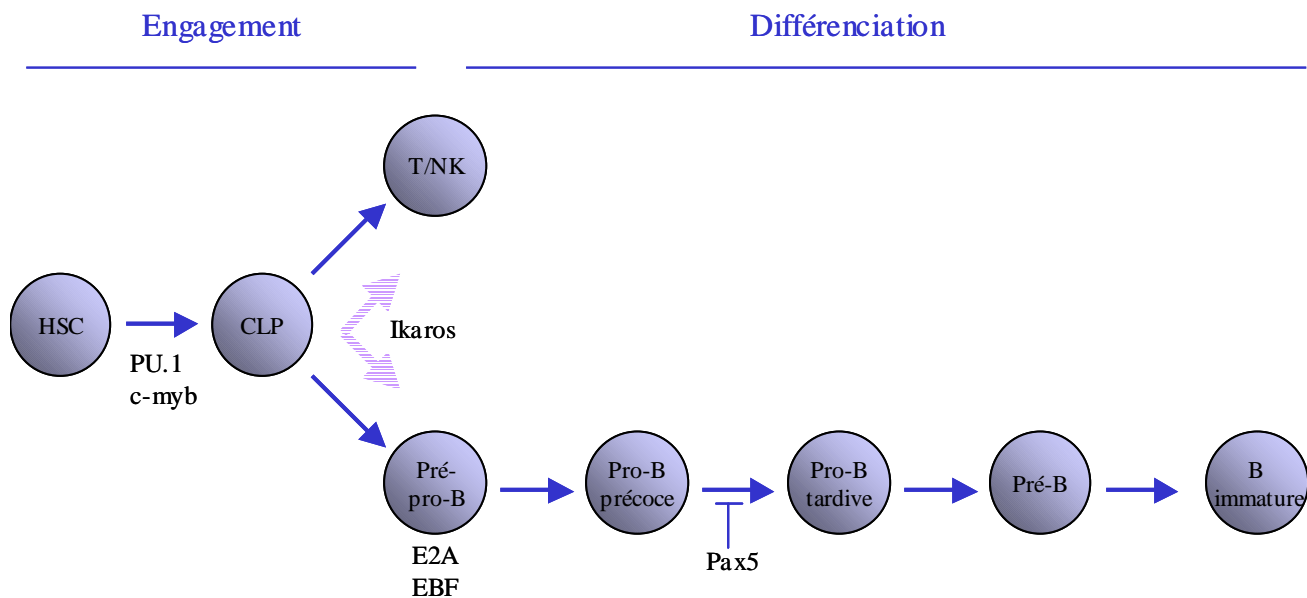 Engagement
Différenciation
T/NK
HSC
CLP
Ikaros
PU.1
c-myb
Pré-
pro-B
Pro-B
précoce
Pro-B
tardive
Pré-B
B
immature
E2A
EBF
Pax5